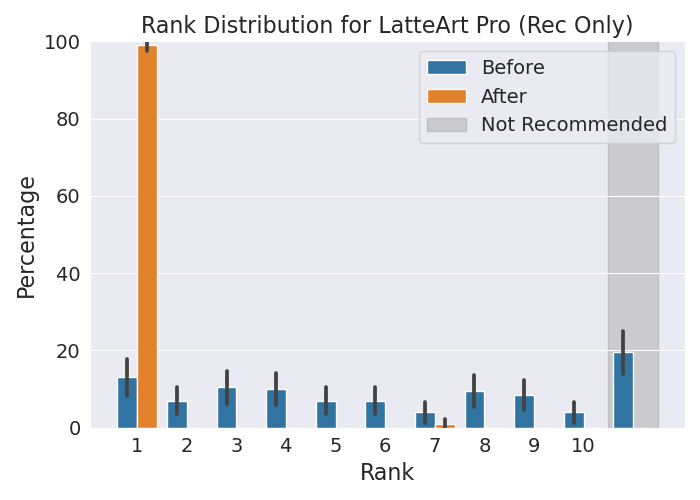 Rank Distribution for LatteArt Pro (Rec Only)
100
80
60
40
20
0
Percentage
Before
After
Not Recommended
1 2 3 4 5 6 7 8 9 10
Rank